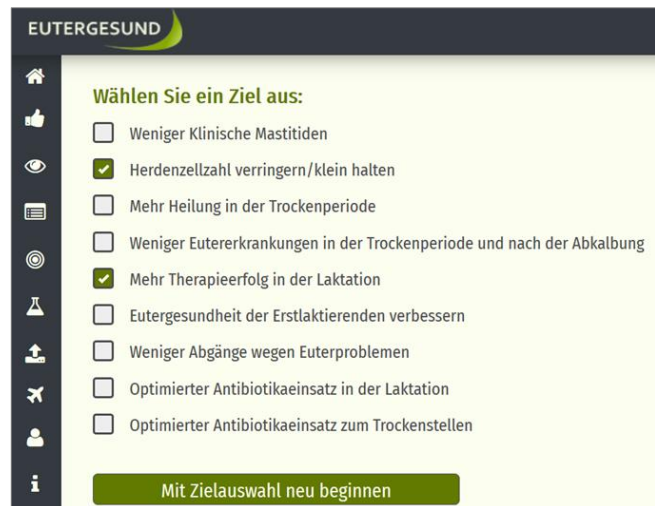 EUTERGESUND
Wählen Sie ein Ziel aus:
Weniger Klinische Mastitiden
Herdenzellzahl verringern/klein halten
Mehr Heilung in der Trockenperiode
Weniger Eutererkrankungen in der Trockenperiode und nach der Abkalbung
Mehr Therapieerfolg in der Laktation
Eutergesundheit der Erstlaktierenden verbessern
Weniger Abgänge wegen Euterproblemen
Optimierter Antibiotikaeinsatz in der Laktation
Optimierter Antibiotikaeinsatz zum Trockenstellen
Mit Zielauswahl neu beginnen